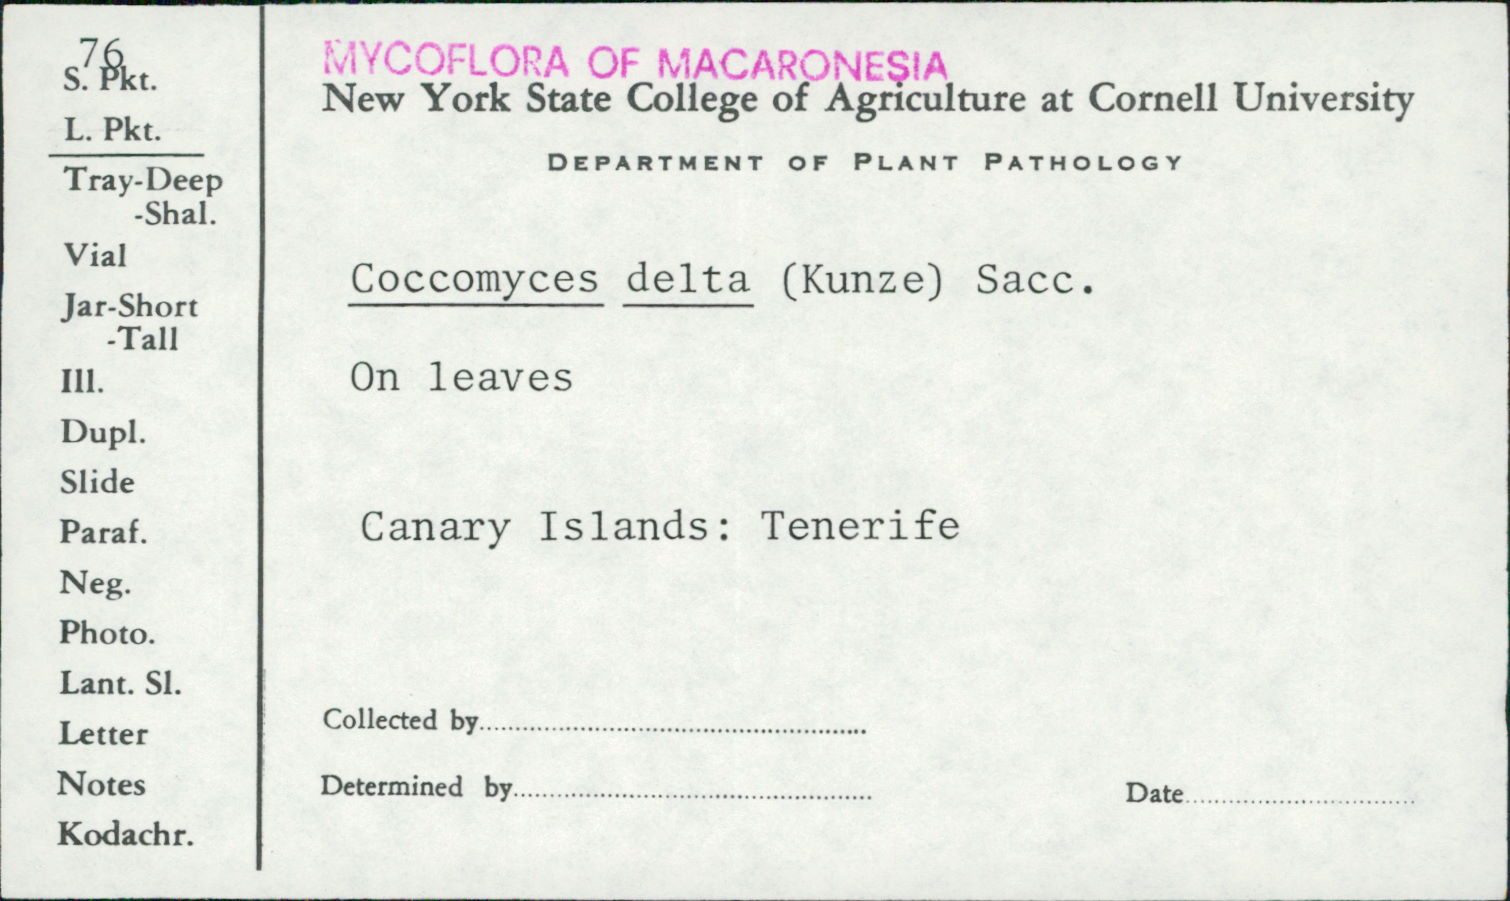 76
S. Pkt.
L. Pkt.
Tray-Deep
-Shal.
Vial
Jar-Short
-Tall
Ill.
Dupl.
Slide
Paraf.
Neg.
Photo.
Lant. Sl.
Letter
Notes
Kodachr.
MYCOFLORA OF MACARONESIA
New York State College of Agriculture at Cornell University
DEPARTMENT OF PLANT PATHOLOGY
Coccomyces delta (Kunze) Sacc.
On leaves
Canary Islands: Tenerife
Collected by
Determined by
Date